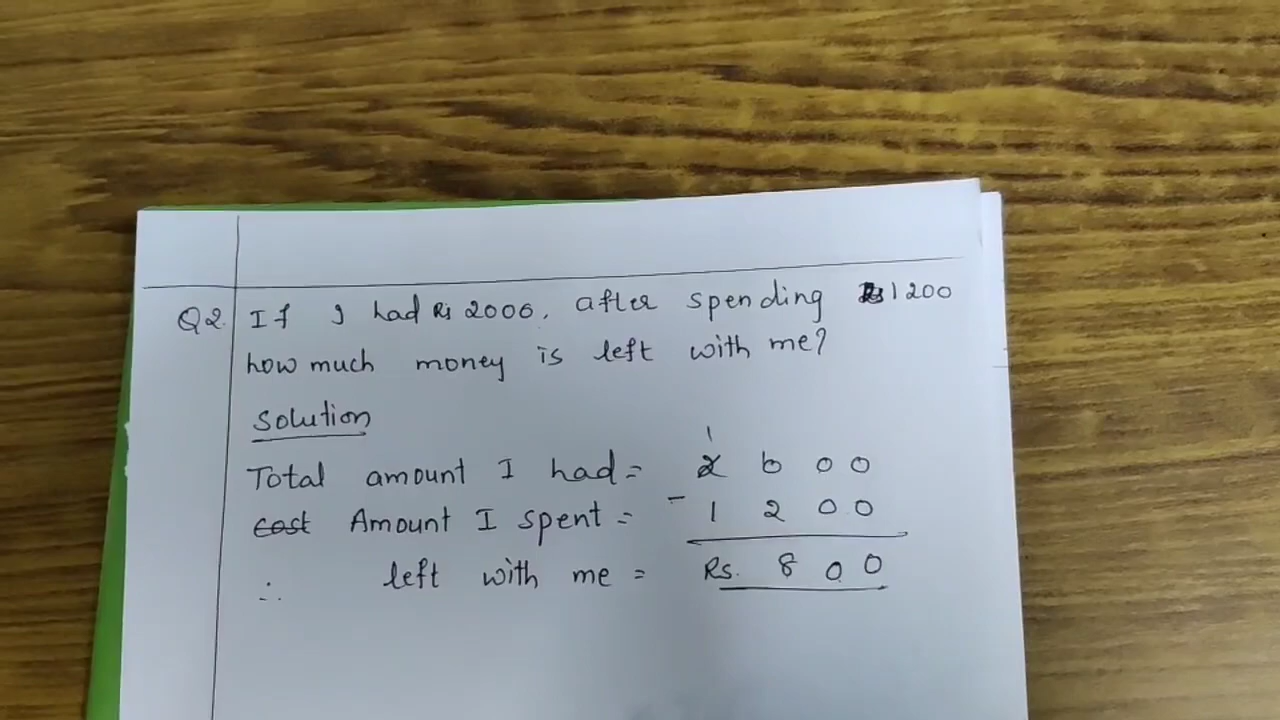 Q2. If I had Rs 2000, after spending Rs 1200
how much money is left with me?
Solution
1
Total amount I had = 2 0 0 0
cost Amount I spent = - 1 2 0 0
∴ left with me = Rs. 8 0 0